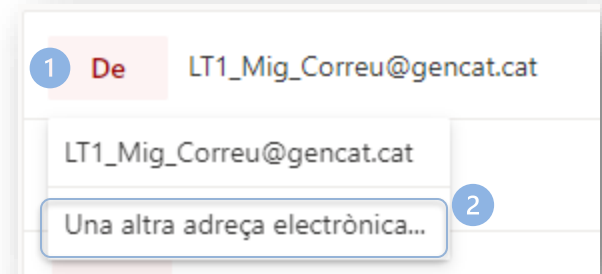 1 De LT1_Mig_Correu@gencat.cat
LT1_Mig_Correu@gencat.cat
Una altra adreça electrònica... 2